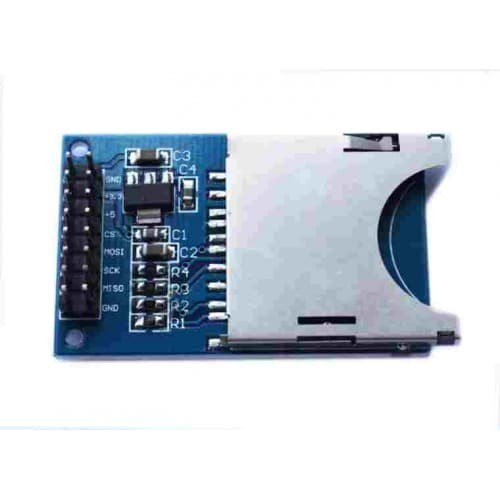 C3
C4
GND
+3.3
+5
CS
C1
MOSI
C2
SCK
R4
MISO
R3
R2
GND
R1